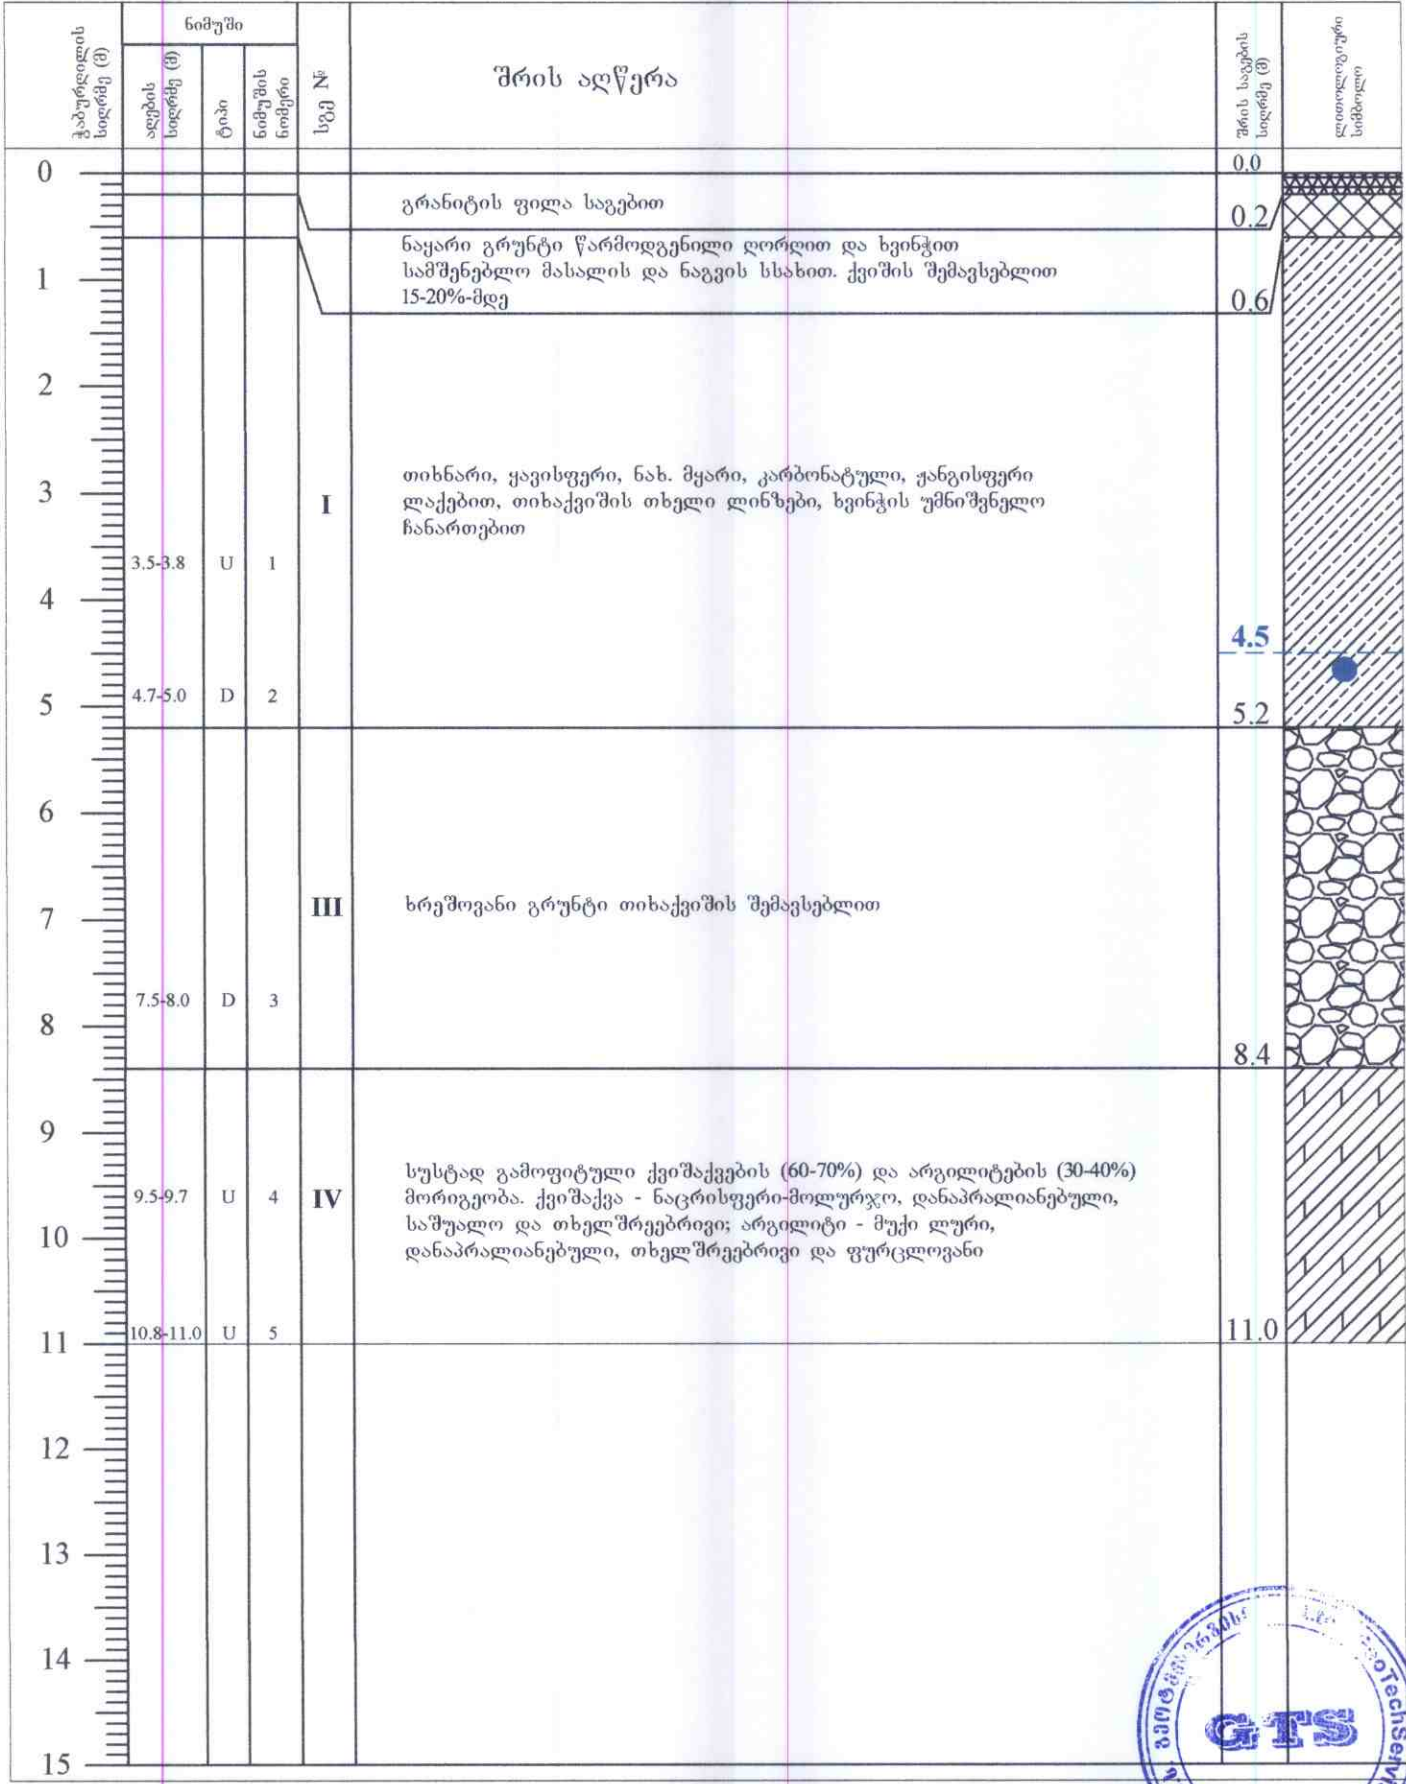 ჭაბურღილის
სიღრმე (მ)
ნიმუში
აღების
სიღრმე (მ)
ტიპი
ნიმუშის
ნომერი
სგე №
შრის აღწერა
შრის საგების
სიღრმე (მ)
ლითოლოგიური
სიმბოლო
0
0.0
გრანიტის ფილა საგებით
0.2
ნაყარი გრუნტი წარმოდგენილი ღორღით და ხვინჭით
სამშენებლო მასალის და ნაგვის სსახით. ქვიშის შემავსებლით
15-20%-მდე
0.6
1
2
3
I
თიხნარი, ყავისფერი, ნახ. მყარი, კარბონატული, ჟანგისფერი
ლაქებით, თიხაქვიშის თხელი ლინზები, ხვინჭის უმნიშვნელო
ჩანართებით
3.5-3.8 U 1
4
4.5
4.7-5.0 D 2
5
5.2
6
7
III
ხრეშოვანი გრუნტი თიხაქვიშის შემავსებლით
7.5-8.0 D 3
8
8.4
9
9.5-9.7 U 4
IV
სუსტად გამოფიტული ქვიშაქვების (60-70%) და არგილიტების (30-40%)
მორიგეობა. ქვიშაქვა - ნაცრისფერი-მოლურჯო, დანაპრალიანებული,
საშუალო და თხელშრეებრივი; არგილიტი - მუქი ლური,
დანაპრალიანებული, თხელშრეებრივი და ფურცლოვანი
10
10.8-11.0 U 5
11
11.0
12
13
14
15
GTS